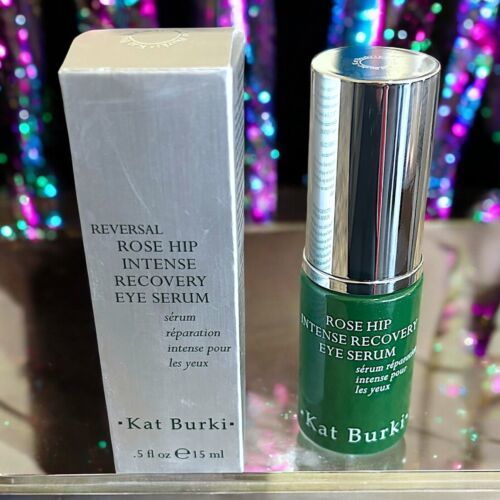 REVERSAL
ROSE HIP
INTENSE
RECOVERY
EYE SERUM
sérum
réparation
intense pour
les yeux
·Kat Burki·
.5 fl oz ℮ 15 ml
ROSE HIP
INTENSE RECOVERY
EYE SERUM
sérum réparation
intense pour
les yeux
·Kat Burki·